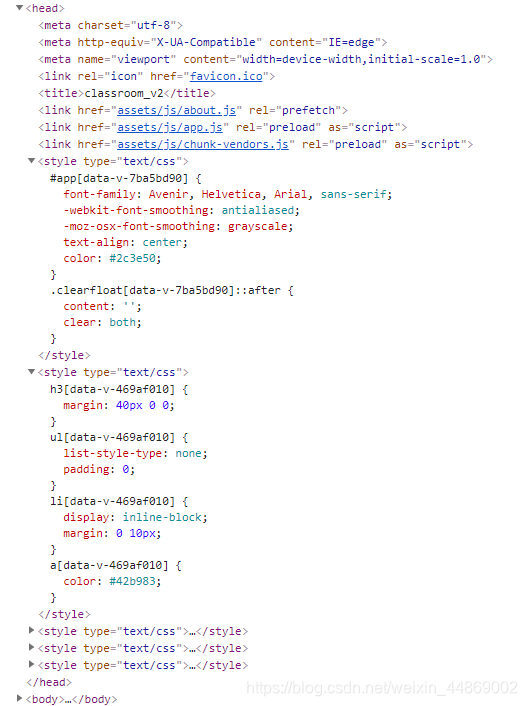 ▼<head>
<meta charset="utf-8">
<meta http-equiv="X-UA-Compatible" content="IE=edge">
<meta name="viewport" content="width=device-width,initial-scale=1.0">
<link rel="icon" href="favicon.ico">
<title>classroom_v2</title>
<link href="assets/js/about.js" rel="prefetch">
<link href="assets/js/app.js" rel="preload" as="script">
<link href="assets/js/chunk-vendors.js" rel="preload" as="script">
▼<style type="text/css">
#app[data-v-7ba5bd90] {
font-family: Avenir, Helvetica, Arial, sans-serif;
-webkit-font-smoothing: antialiased;
-moz-osx-font-smoothing: grayscale;
text-align: center;
color: #2c3e50;
}
.clearfloat[data-v-7ba5bd90]::after {
content: '';
clear: both;
}
</style>
▼<style type="text/css">
h3[data-v-469af010] {
margin: 40px 0 0;
}
ul[data-v-469af010] {
list-style-type: none;
padding: 0;
}
li[data-v-469af010] {
display: inline-block;
margin: 0 10px;
}
a[data-v-469af010] {
color: #42b983;
}
</style>
▶<style type="text/css">…</style>
▶<style type="text/css">…</style>
▶<style type="text/css">…</style>
</head>
▶<body>…</body>
https://blog.csdn.net/weixin_44869002